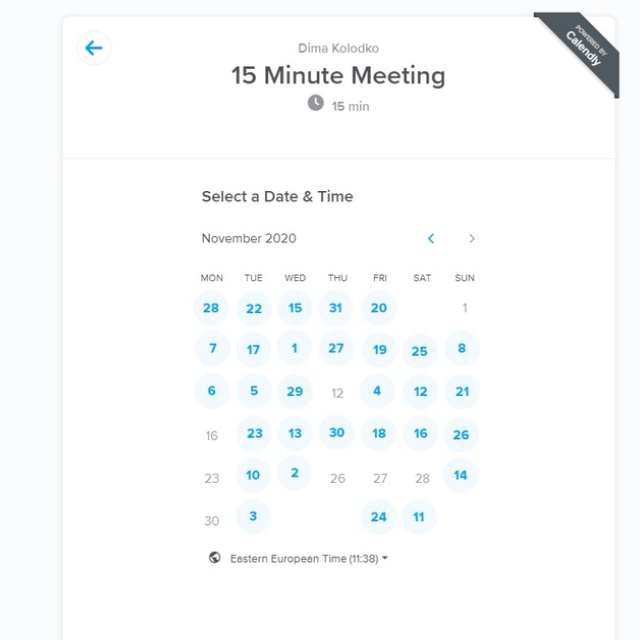 POWERED BY
Calendly
Dima Kolodko
15 Minute Meeting
15 min
Select a Date & Time
November 2020
MON TUE WED THU FRI SAT SUN
28 22 15 31 20 1
7 17 1 27 19 25 8
6 5 29 12 4 12 21
16 23 13 30 18 16 26
23 10 2 26 27 28 14
30 3 24 11
Eastern European Time (11:38)